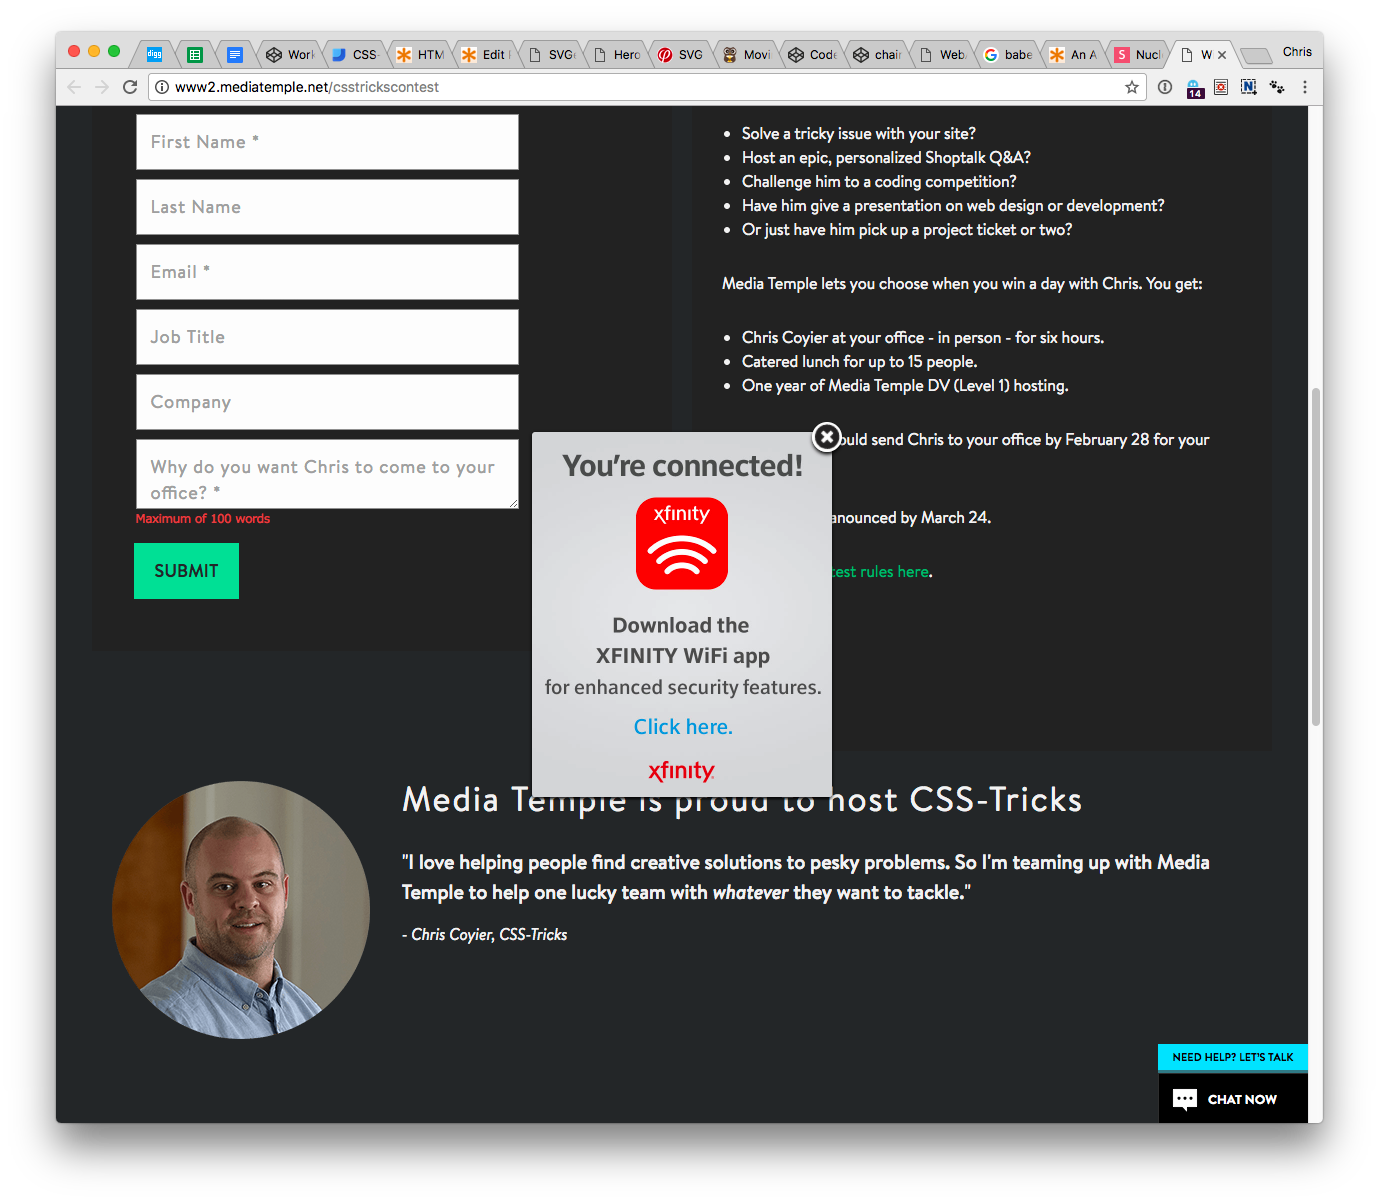 digg
Work
CSS-
HTM
Edit
SVG
Hero
SVG
Movi
Code
chair
Web
babe
An A
S
Nucl
W
Chris
www2.mediatemple.net/csstrickscontest
14
N
First Name *
Last Name
Email *
Job Title
Company
Why do you want Chris to come to your
office? *
Maximum of 100 words
SUBMIT
Solve a tricky issue with your site?
Host an epic, personalized Shoptalk Q&A?
Challenge him to a coding competition?
Have him give a presentation on web design or development?
Or just have him pick up a project ticket or two?
Media Temple lets you choose when you win a day with Chris. You get:
Chris Coyier at your office - in person - for six hours.
Catered lunch for up to 15 people.
One year of Media Temple DV (Level 1) hosting.
ould send Chris to your office by February 28 for your
nounced by March 24.
test rules here.
You're connected!
xfinity
Download the
XFINITY WiFi app
for enhanced security features.
Click here.
xfinity
Media Temple is proud to host CSS-Tricks
"I love helping people find creative solutions to pesky problems. So I'm teaming up with Media
Temple to help one lucky team with whatever they want to tackle."
- Chris Coyier, CSS-Tricks
NEED HELP? LET'S TALK
CHAT NOW